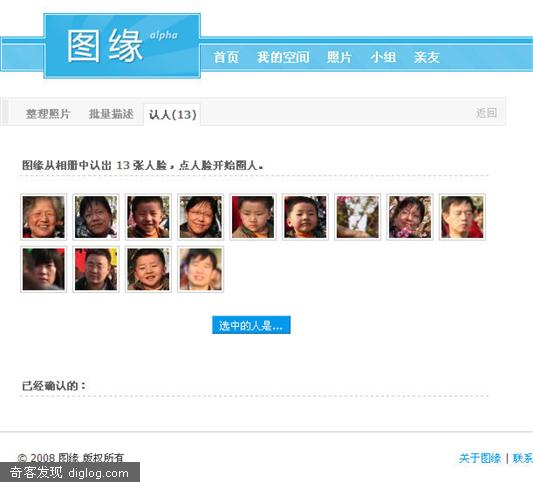 图缘 alpha
首页 我的空间 照片 小组 亲友
整理照片 批量描述 认人(13) 返回
图缘从相册中认出 13 张人脸，点人脸开始圈人。
选中的人是...
已经确认的：
© 2008 图缘 版权所有 关于图缘 | 联系
奇客发现 diglog.com